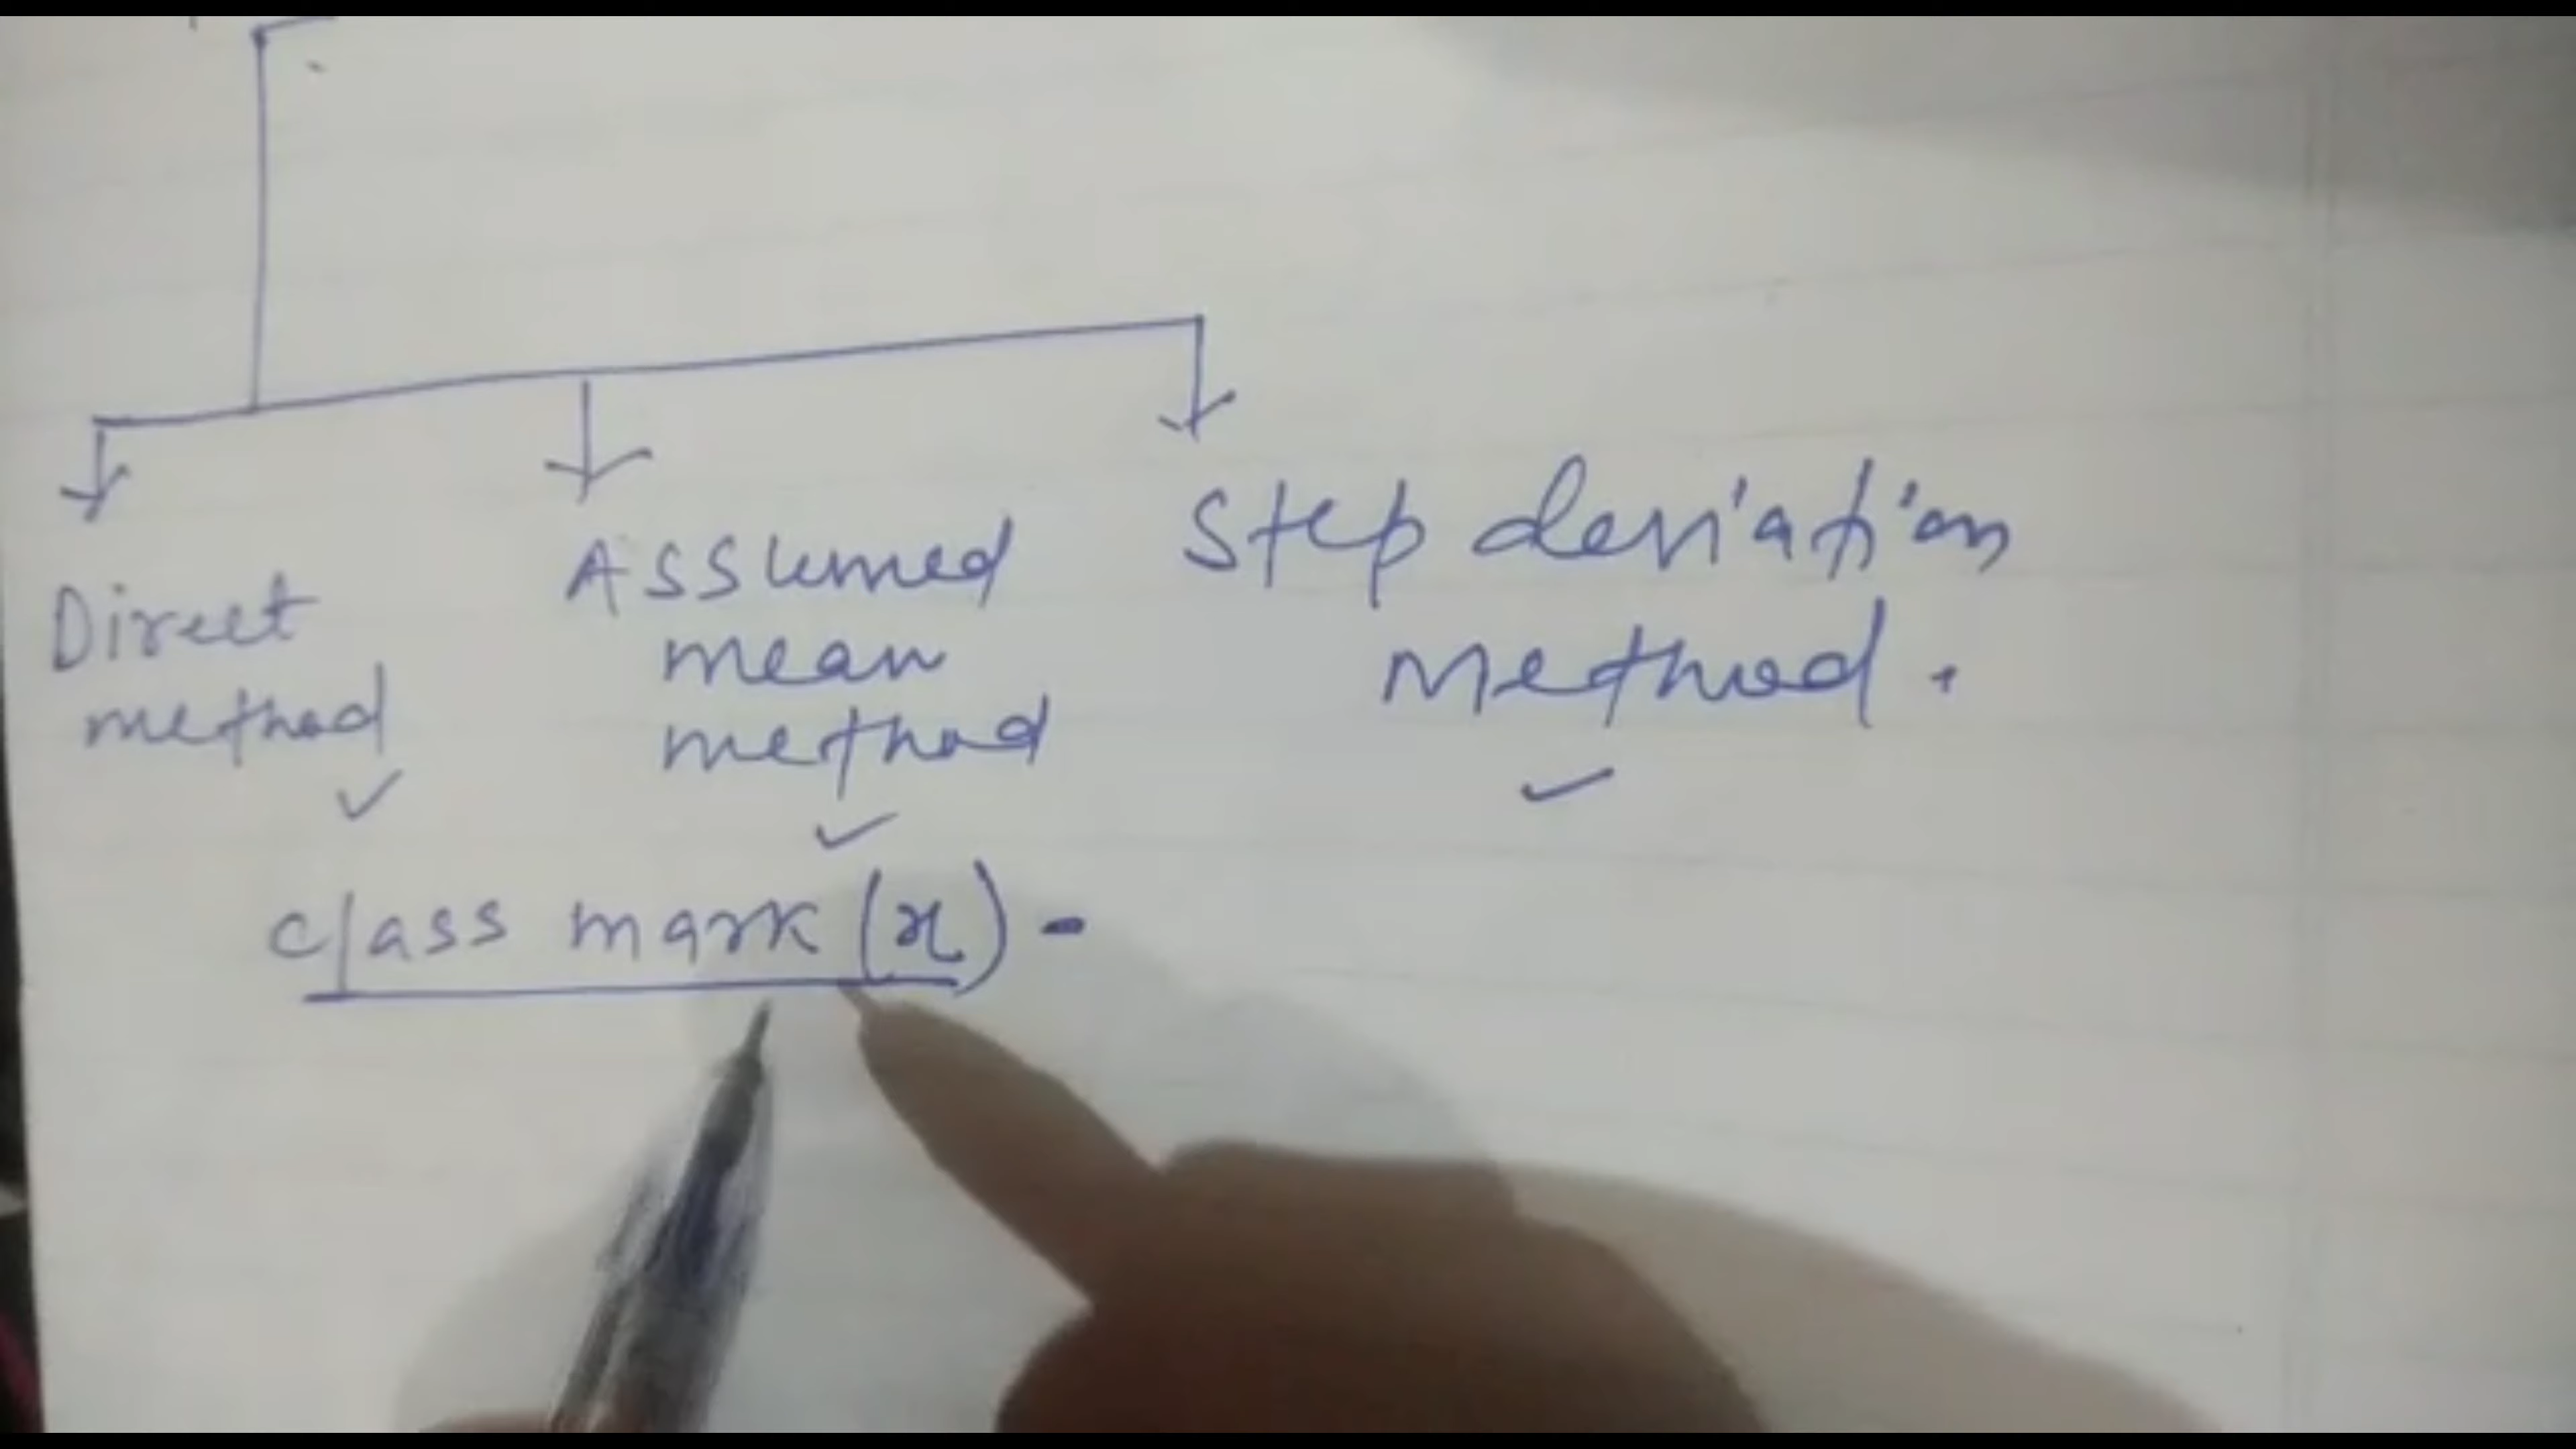 Direct
method
Assumed
mean
method
Step deviation
Method.
class mark (x) -